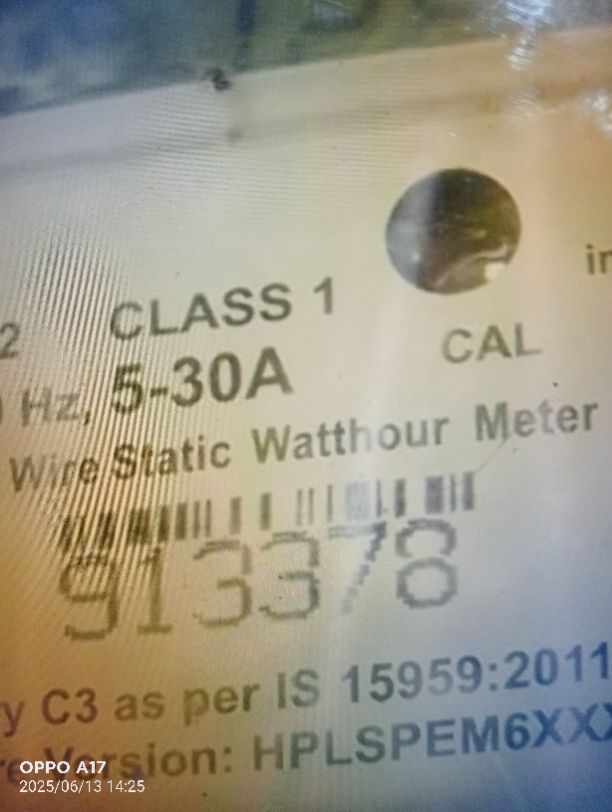 in
2 CLASS 1
CAL
Hz, 5-30A
Wire Static Watthour Meter
913378
y C3 as per IS 15959:2011
re Version: HPLSPEM6XXX
OPPO A17
2025/06/13 14:25